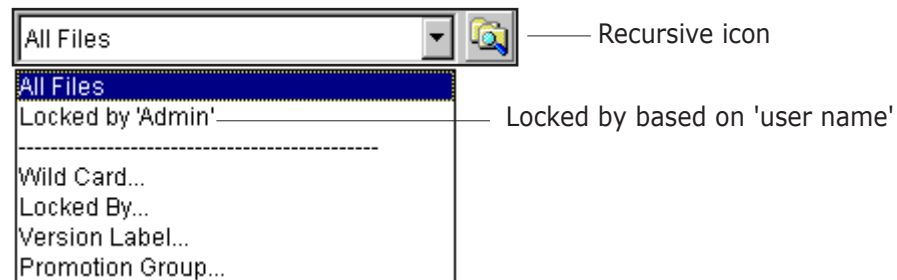 All Files
Recursive icon
All Files
Locked by 'Admin'
Locked by based on 'user name'
--------------------------------------------
Wild Card...
Locked By...
Version Label...
Promotion Group...